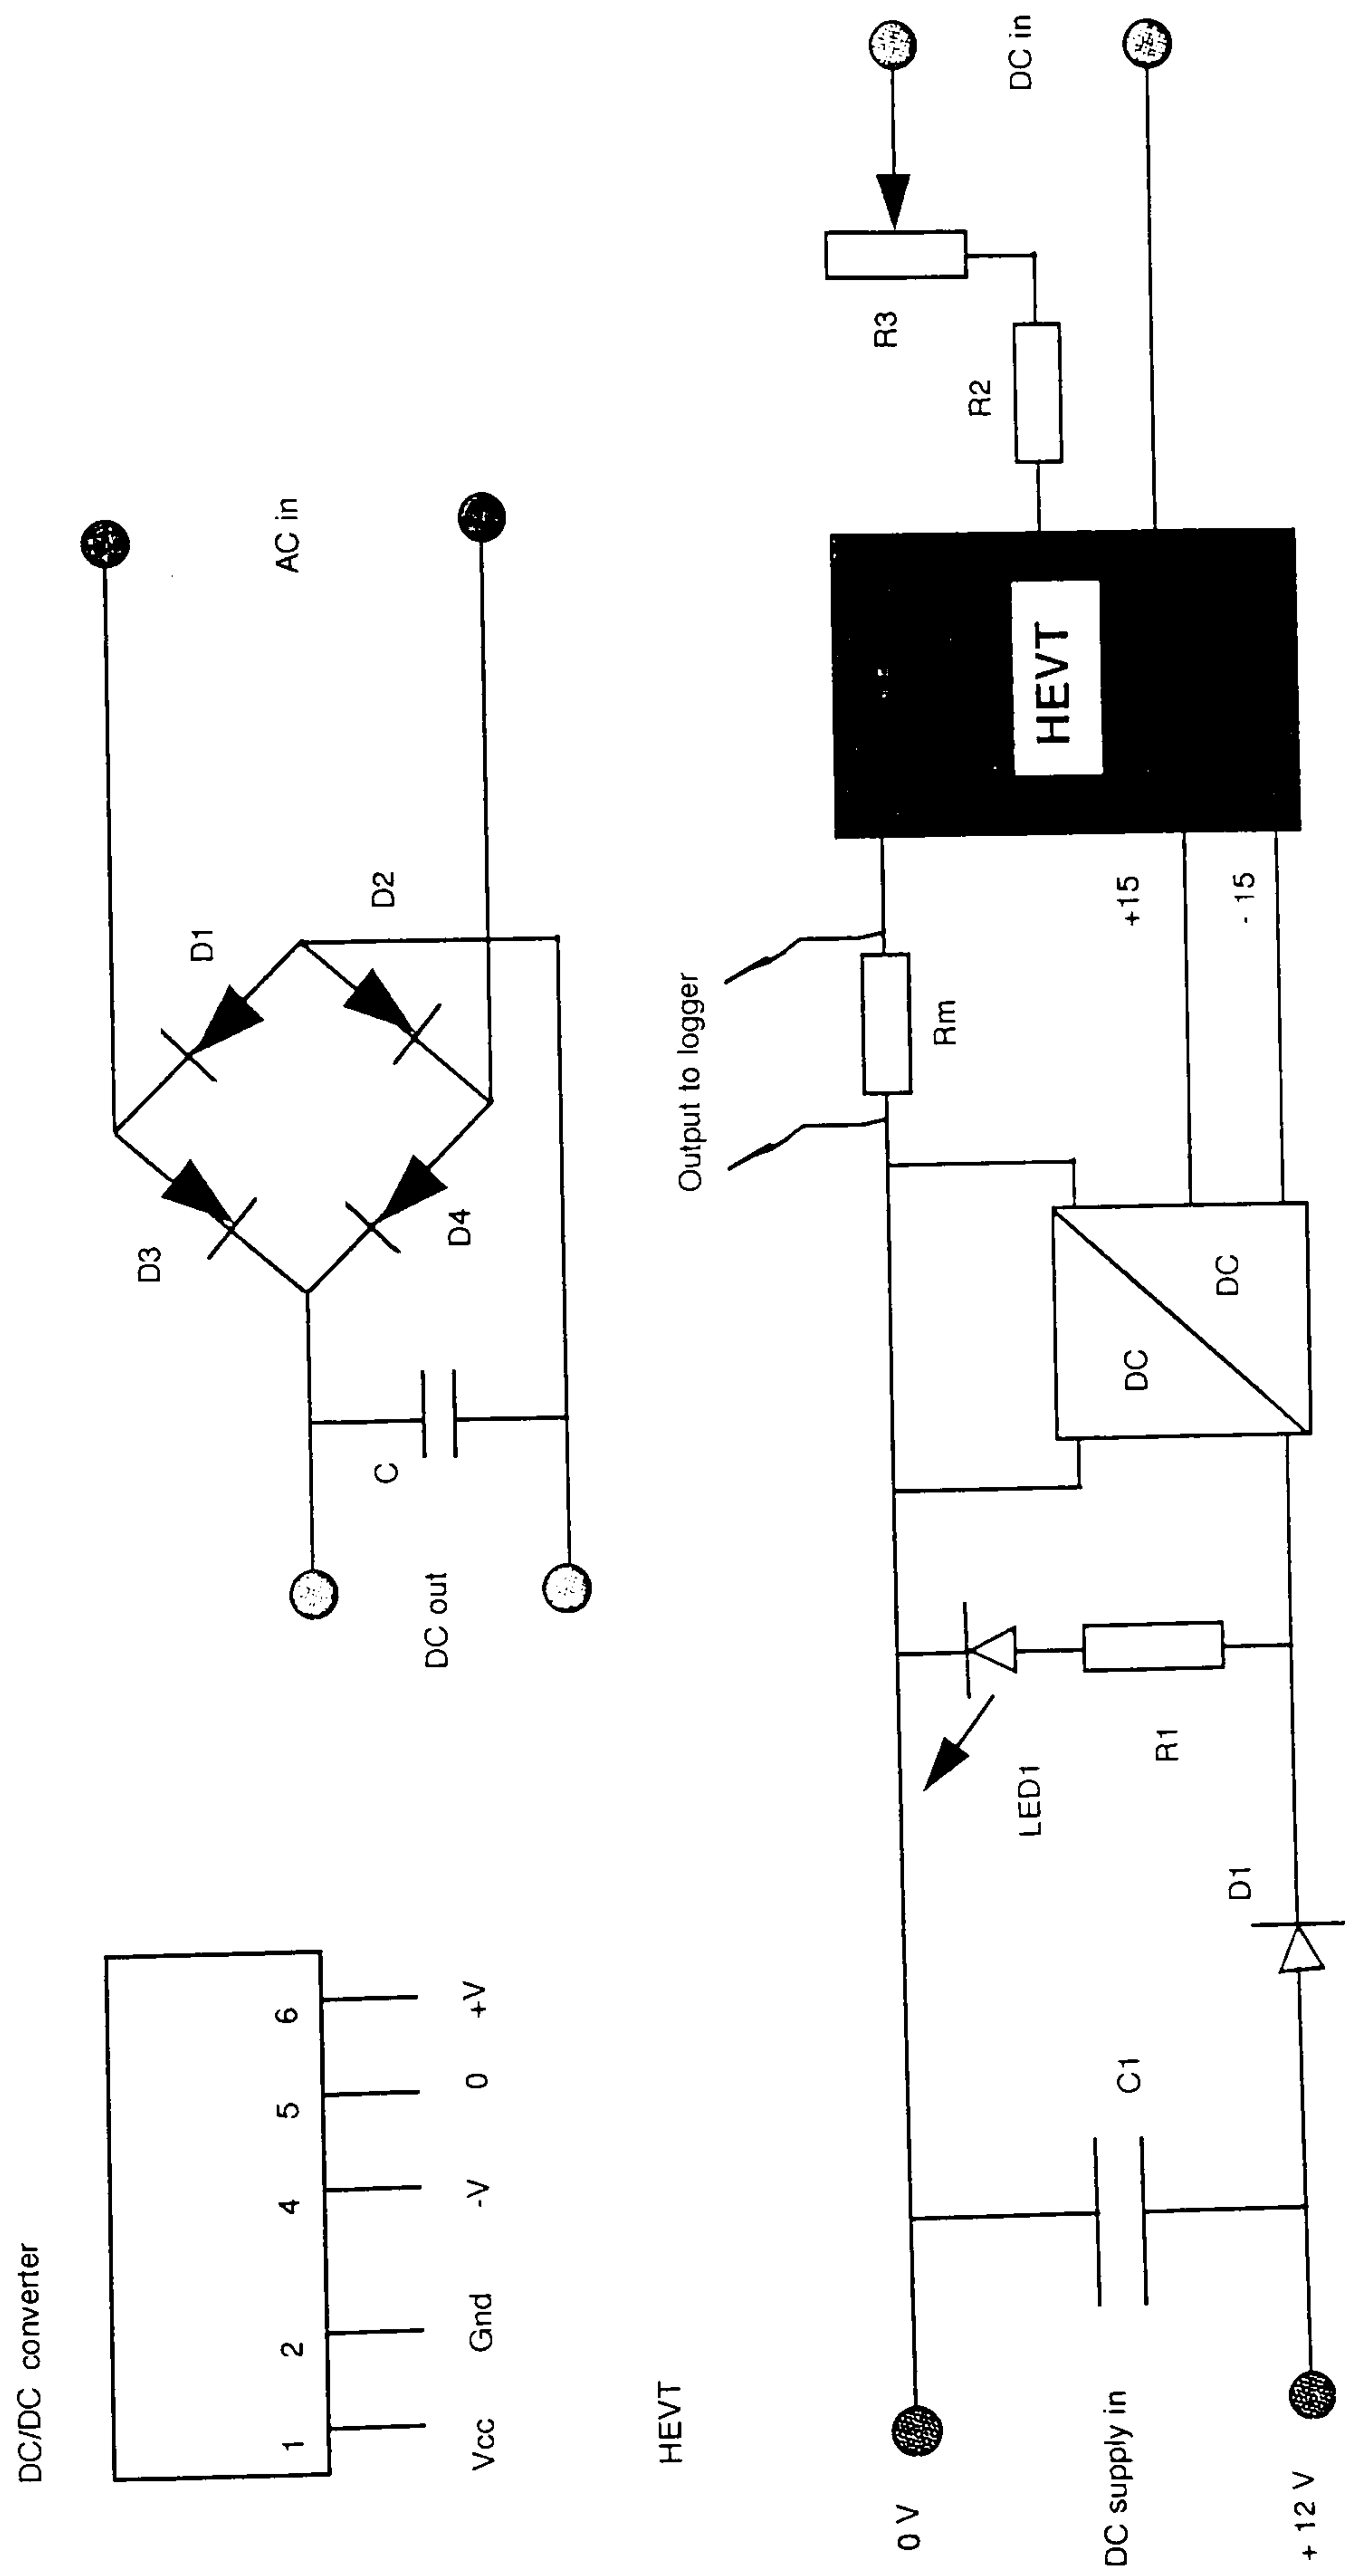 DC/DC converter
1 2 4 5 6
Vcc Gnd -V 0 +V
D1
D2
D3
D4
C
AC in
DC out
HEVT
Output to logger
0 V
DC supply in
+ 12 V
C1
D1
LED1
R1
DC
DC
Rm
+15
- 15
HEVT
R2
R3
DC in